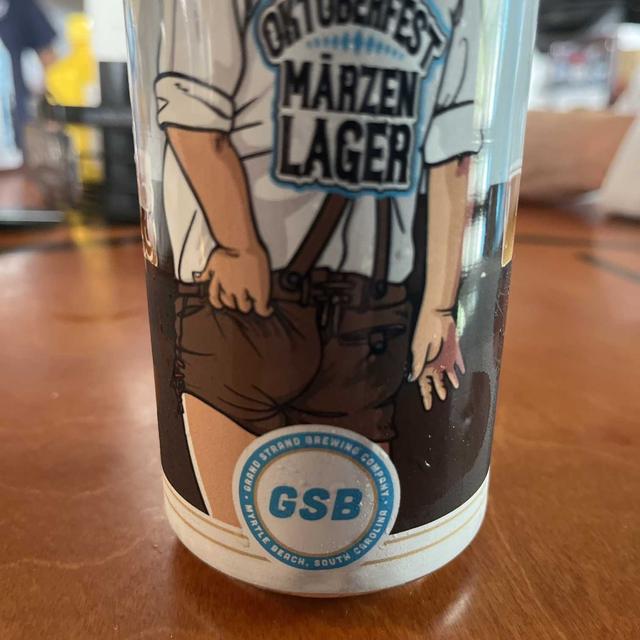 OKTOBERFEST
MÄRZEN
LAGER
GRAND STRAND BREWING COMPANY
GSB
MYRTLE BEACH, SOUTH CAROLINA